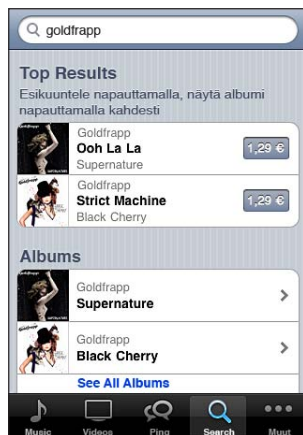 goldfrapp
Top Results
Esikuuntele napauttamalla, näytä albumi
napauttamalla kahdesti
Goldfrapp
Ooh La La
Supernature
1,29 €
Goldfrapp
Strict Machine
Black Cherry
1,29 €
Albums
Goldfrapp
Supernature
Goldfrapp
Black Cherry
See All Albums
Music
Videos
Ping
Search
Muut